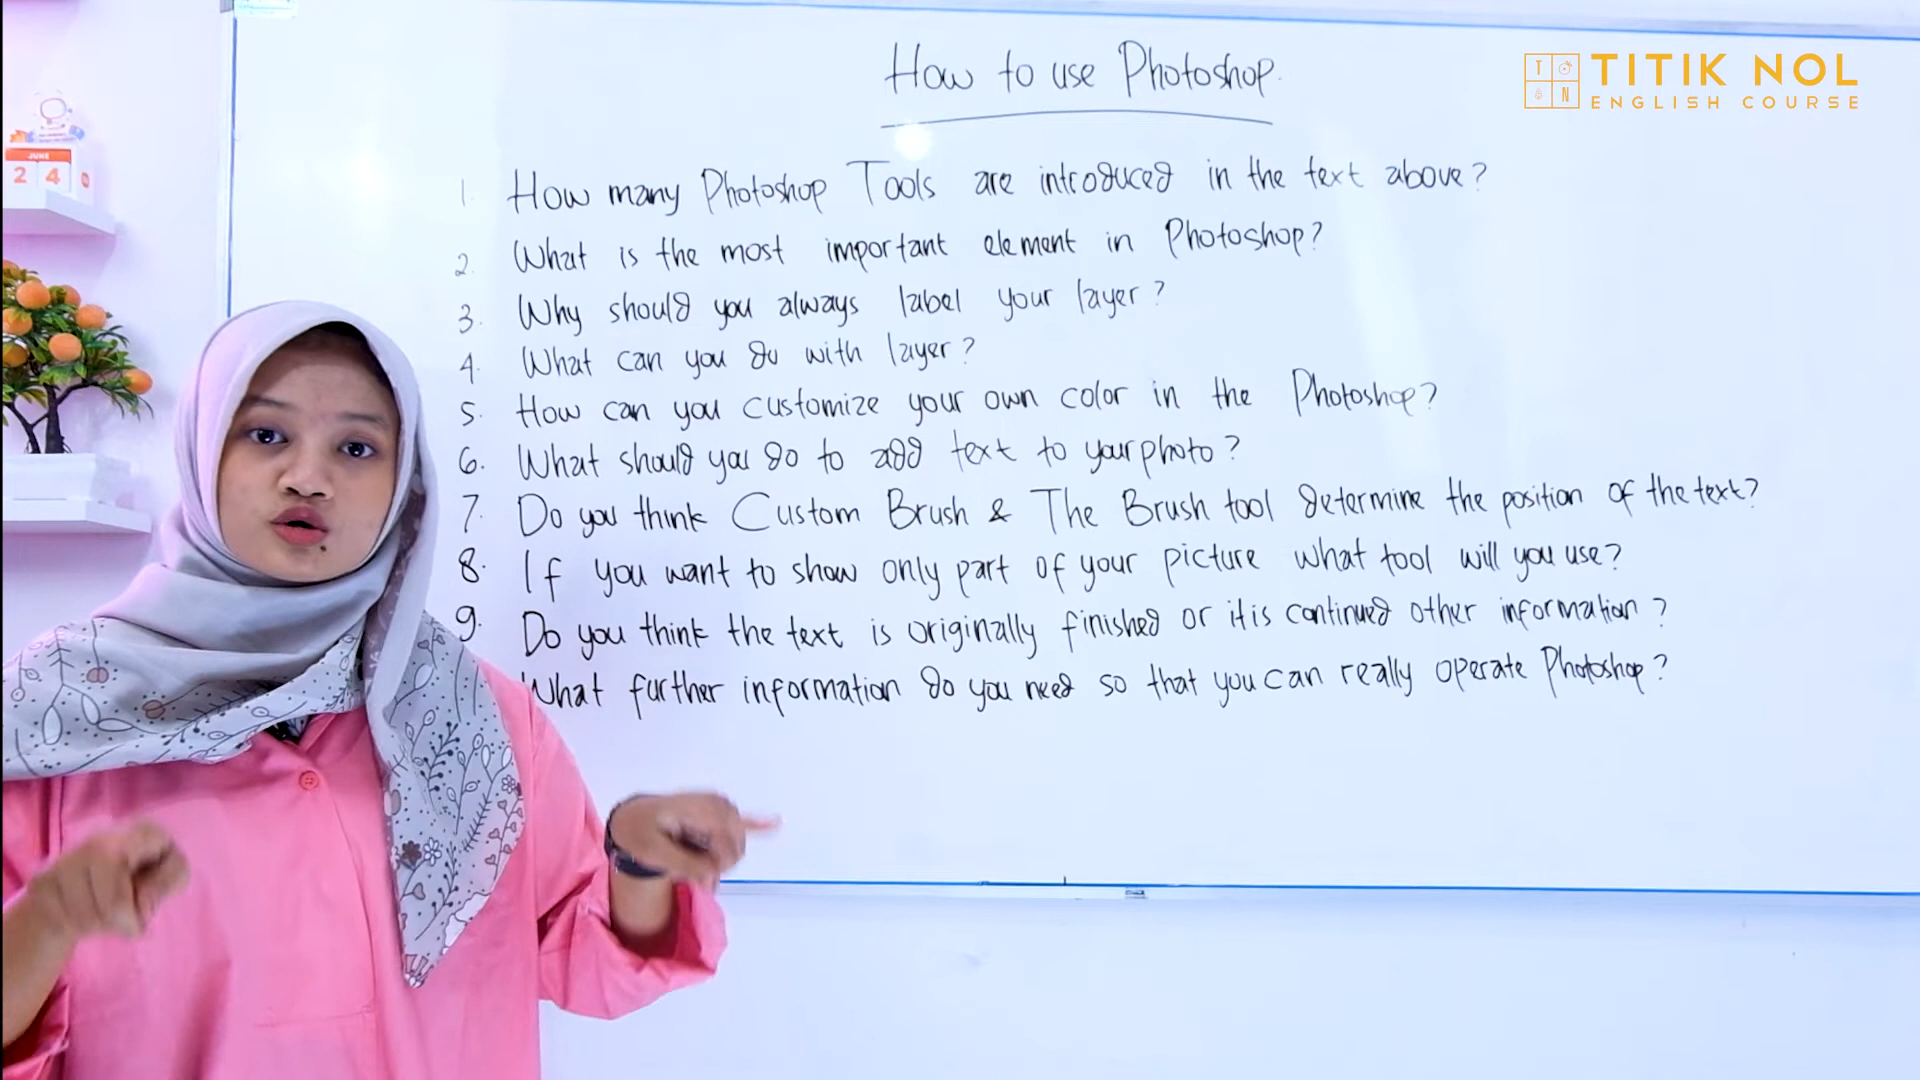 How to use Photoshop.
TITIK NOL
ENGLISH COURSE
T
N
JUNE
2 4
1. How many Photoshop Tools are introduced in the text above?
2. What is the most important element in Photoshop?
3. Why should you always label your layer?
4. What can you do with layer?
5. How can you customize your own color in the Photoshop?
6. What should you do to add text to your photo?
7. Do you think Custom Brush & The Brush tool determine the position of the text?
8. If you want to show only part of your picture what tool will you use?
9. Do you think the text is originally finished or it is continued other information?
What further information do you need so that you can really operate Photoshop?